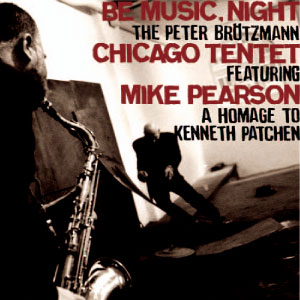 BE MUSIC, NIGHT
THE PETER BRÖTZMANN
CHICAGO TENTET
FEATURING
MIKE PEARSON
A HOMAGE TO
KENNETH PATCHEN